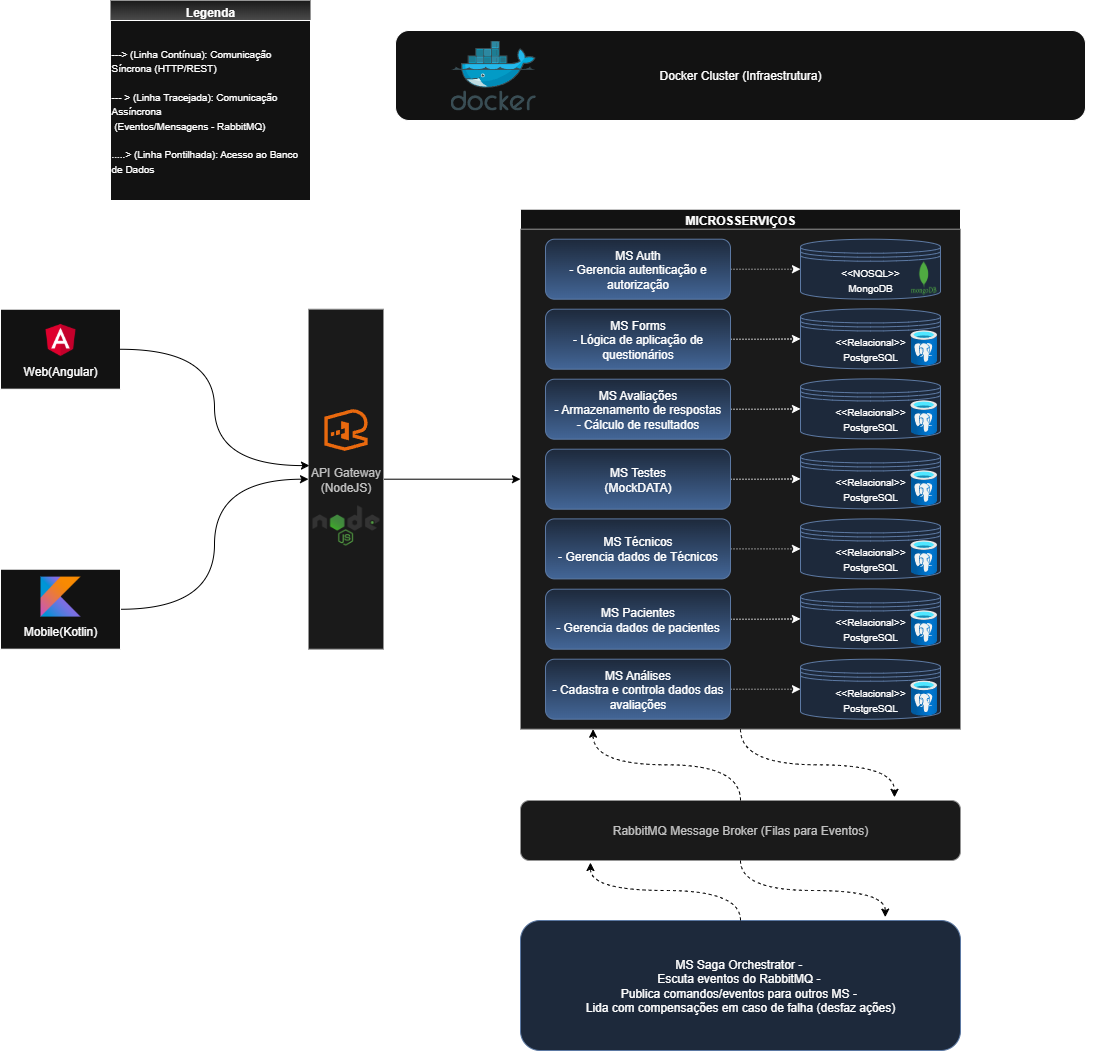 Legenda
---> (Linha Contínua): Comunicação
Síncrona (HTTP/REST)
--- > (Linha Tracejada): Comunicação
Assíncrona
(Eventos/Mensagens - RabbitMQ)
.....> (Linha Pontilhada): Acesso ao Banco
de Dados
docker
Docker Cluster (Infraestrutura)
Web(Angular)
Mobile(Kotlin)
API Gateway
(NodeJS)
node
JS
MICROSSERVIÇOS
MS Auth
- Gerencia autenticação e
autorização
<<NOSQL>>
MongoDB
mongoDB
MS Forms
- Lógica de aplicação de
questionários
<<Relacional>>
PostgreSQL
MS Avaliações
- Armazenamento de respostas
- Cálculo de resultados
<<Relacional>>
PostgreSQL
MS Testes
(MockDATA)
<<Relacional>>
PostgreSQL
MS Técnicos
- Gerencia dados de Técnicos
<<Relacional>>
PostgreSQL
MS Pacientes
- Gerencia dados de pacientes
<<Relacional>>
PostgreSQL
MS Análises
- Cadastra e controla dados das
avaliações
<<Relacional>>
PostgreSQL
RabbitMQ Message Broker (Filas para Eventos)
MS Saga Orchestrator -
Escuta eventos do RabbitMQ -
Publica comandos/eventos para outros MS -
Lida com compensações em caso de falha (desfaz ações)